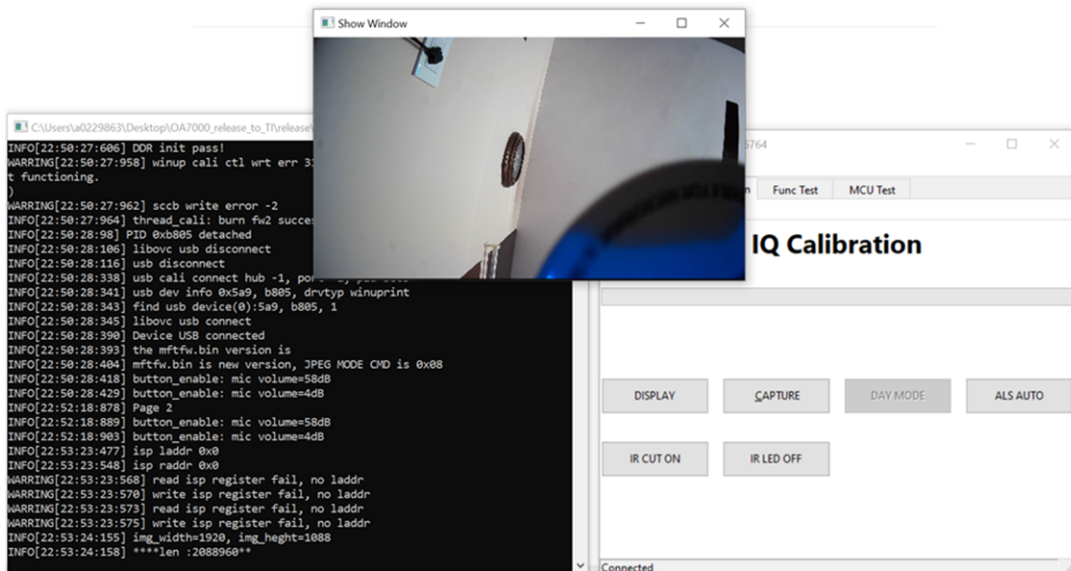 Show Window
C:\Users\a0229863\Desktop\OA7000_release_to_TI\release\
INFO[22:50:27:606] DDR init pass!
WARRING[22:50:27:958] winup cali ctl wrt err 31
t functioning.
)
WARRING[22:50:27:962] sccb write error -2
INFO[22:50:27:964] thread_cali: burn fw2 succes
INFO[22:50:28:98] PID 0xb805 detached
INFO[22:50:28:106] libovc usb disconnect
INFO[22:50:28:116] usb disconnect
INFO[22:50:28:338] usb cali connect hub -1,
INFO[22:50:28:341] usb dev info 0x5a9, b805, drvtyp winuprint
INFO[22:50:28:343] find usb device(0):5a9, b805, 1
INFO[22:50:28:345] libovc usb connect
INFO[22:50:28:390] Device USB connected
INFO[22:50:28:393] the mftfw.bin version is
INFO[22:50:28:404] mftfw.bin is new version, JPEG MODE CMD is 0x08
INFO[22:50:28:418] button_enable: mic volume=58dB
INFO[22:50:28:429] button_enable: mic volume=4dB
INFO[22:52:18:878] Page 2
INFO[22:52:18:889] button_enable: mic volume=58dB
INFO[22:52:18:903] button_enable: mic volume=4dB
INFO[22:53:23:477] isp laddr 0x0
INFO[22:53:23:548] isp raddr 0x0
WARRING[22:53:23:568] read isp register fail, no laddr
WARRING[22:53:23:570] write isp register fail, no laddr
WARRING[22:53:23:573] read isp register fail, no laddr
WARRING[22:53:23:575] write isp register fail, no laddr
INFO[22:53:24:155] img_width=1920, img_heght=1088
INFO[22:53:24:158] ****len :2088960**
5764
n Func Test MCU Test
IQ Calibration
DISPLAY CAPTURE DAY MODE ALS AUTO
IR CUT ON IR LED OFF
Connected